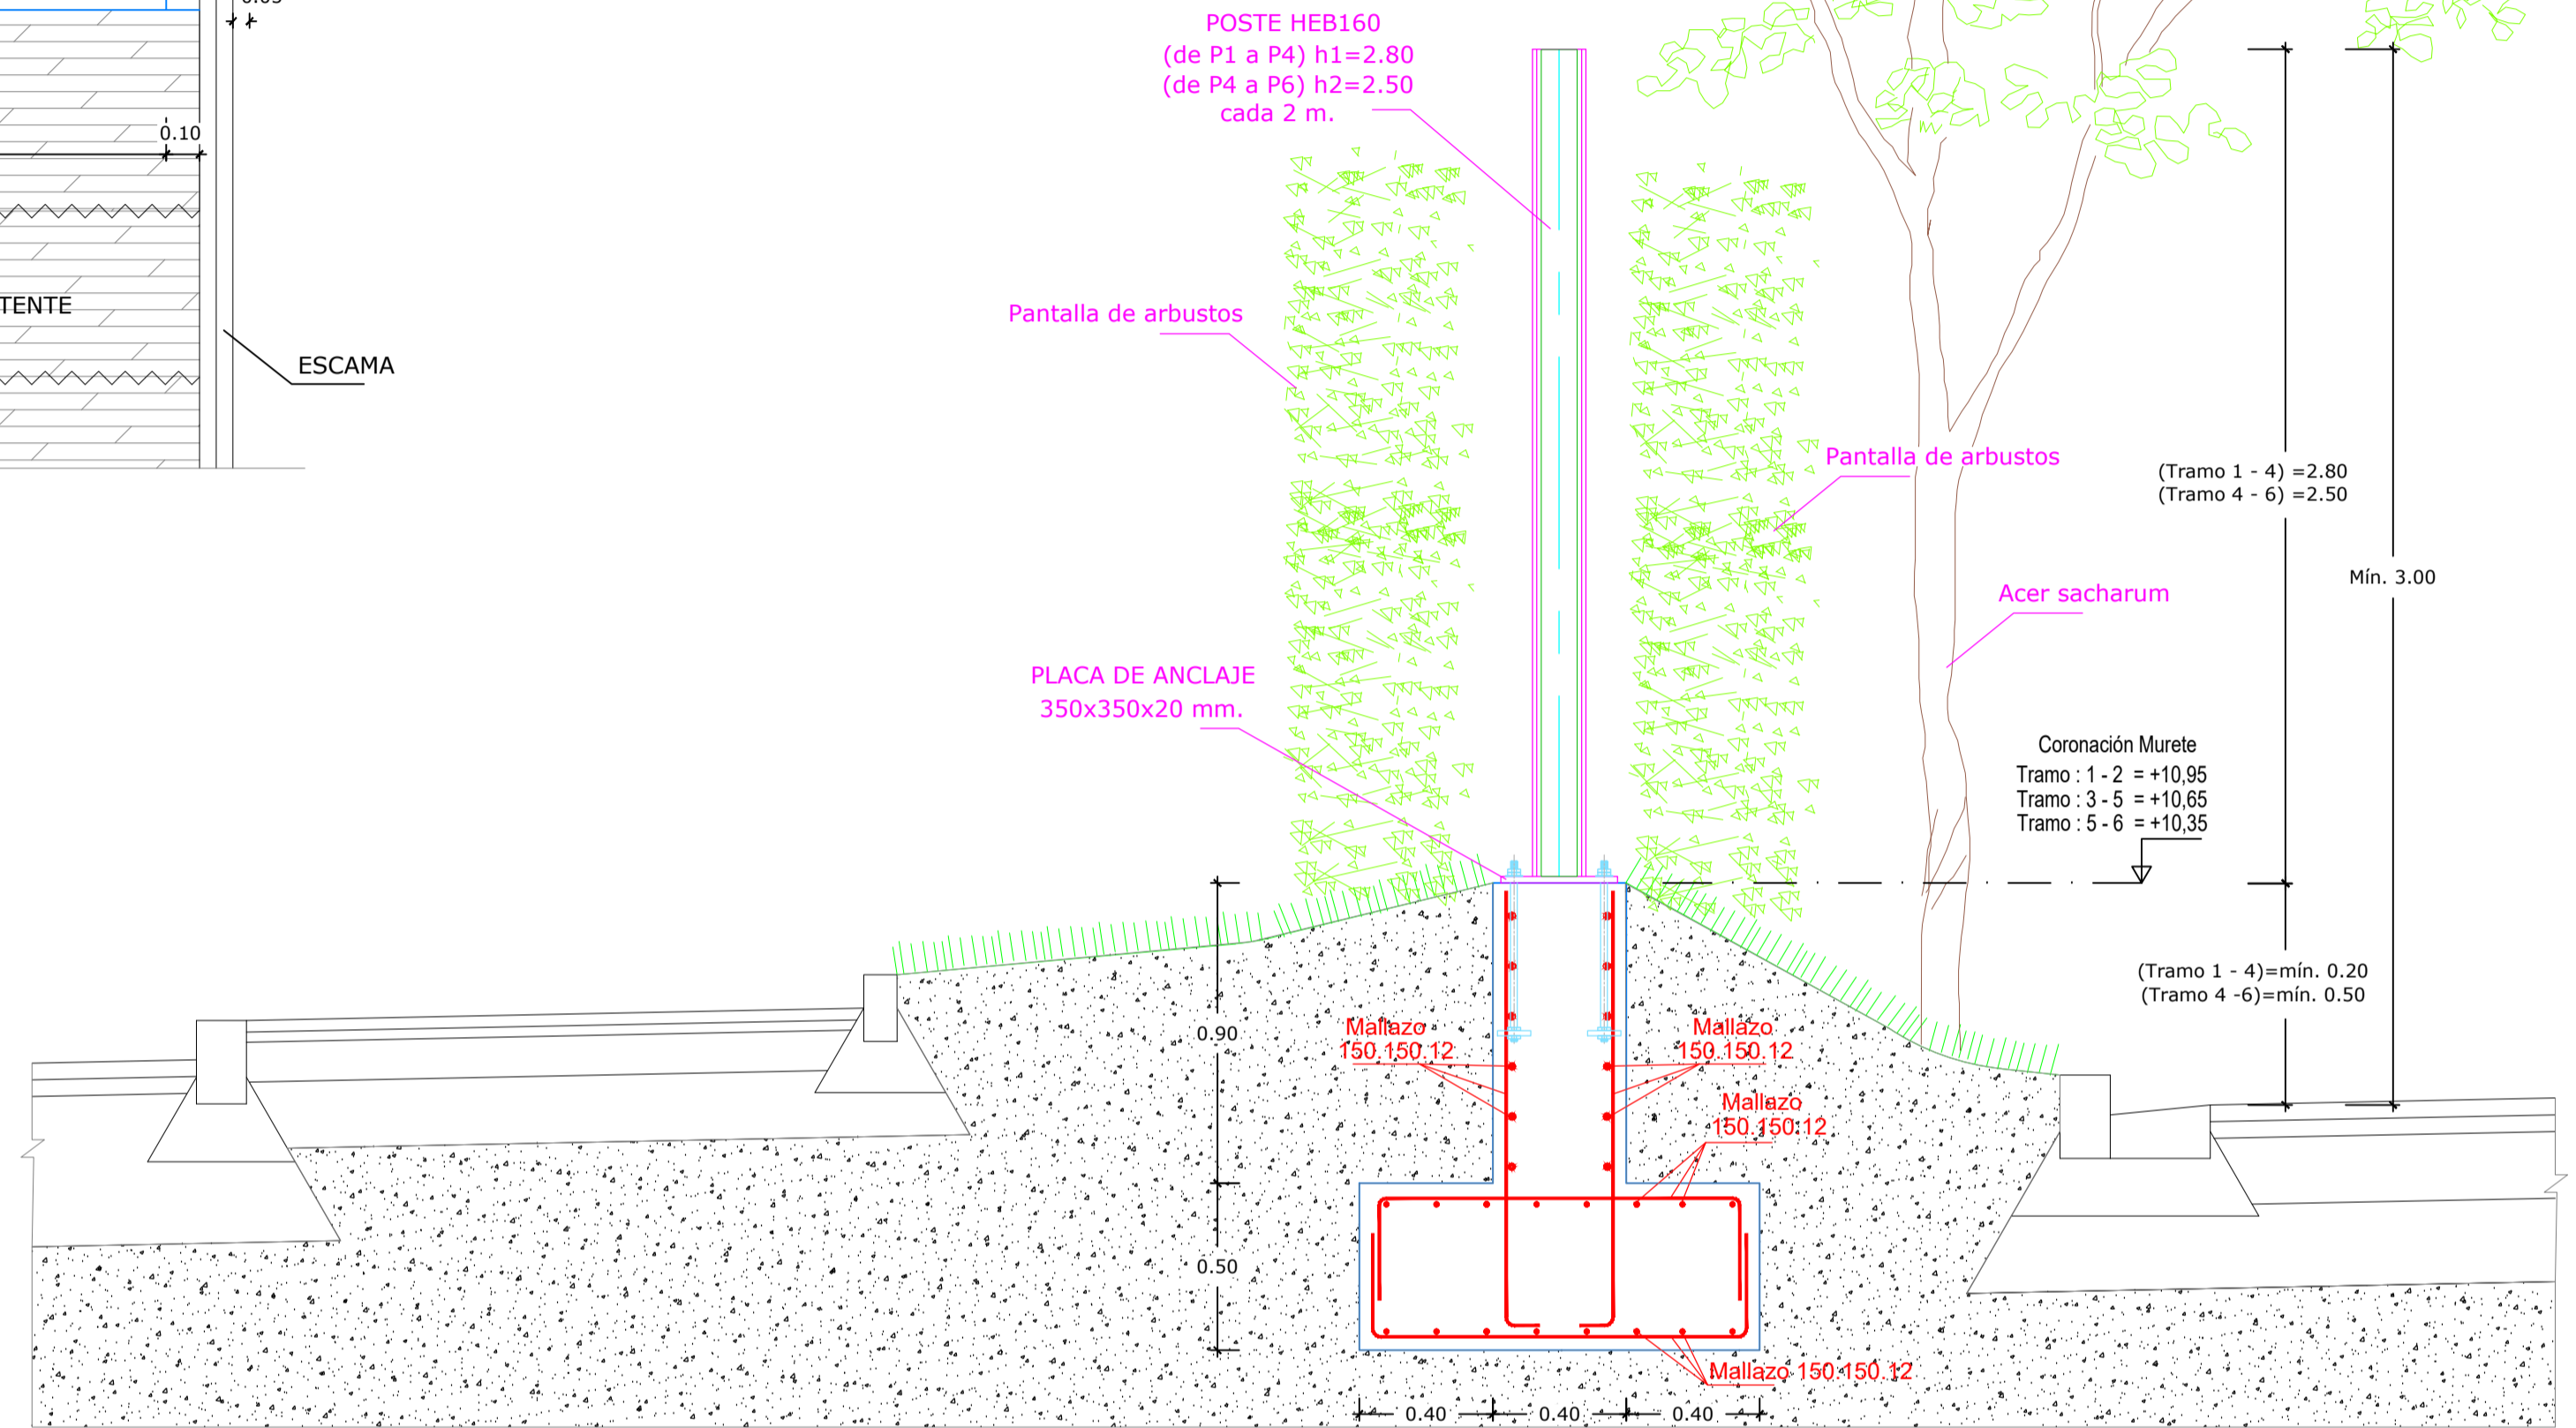 0.10
TENTE
ESCAMA
POSTE HEB160
(de P1 a P4) h1=2.80
(de P4 a P6) h2=2.50
cada 2 m.
Pantalla de arbustos
Pantalla de arbustos
(Tramo 1 - 4) =2.80
(Tramo 4 - 6) =2.50
Mín. 3.00
Acer sacharum
PLACA DE ANCLAJE
350x350x20 mm.
Coronación Murete
Tramo : 1 - 2 = +10,95
Tramo : 3 - 5 = +10,65
Tramo : 5 - 6 = +10,35
(Tramo 1 - 4)=mín. 0.20
(Tramo 4 -6)=mín. 0.50
0.90
Mallazo
150.150.12
Mallazo
150.150.12
Mallazo
150.150.12
0.50
Mallazo 150.150.12
0.40
0.40
0.40